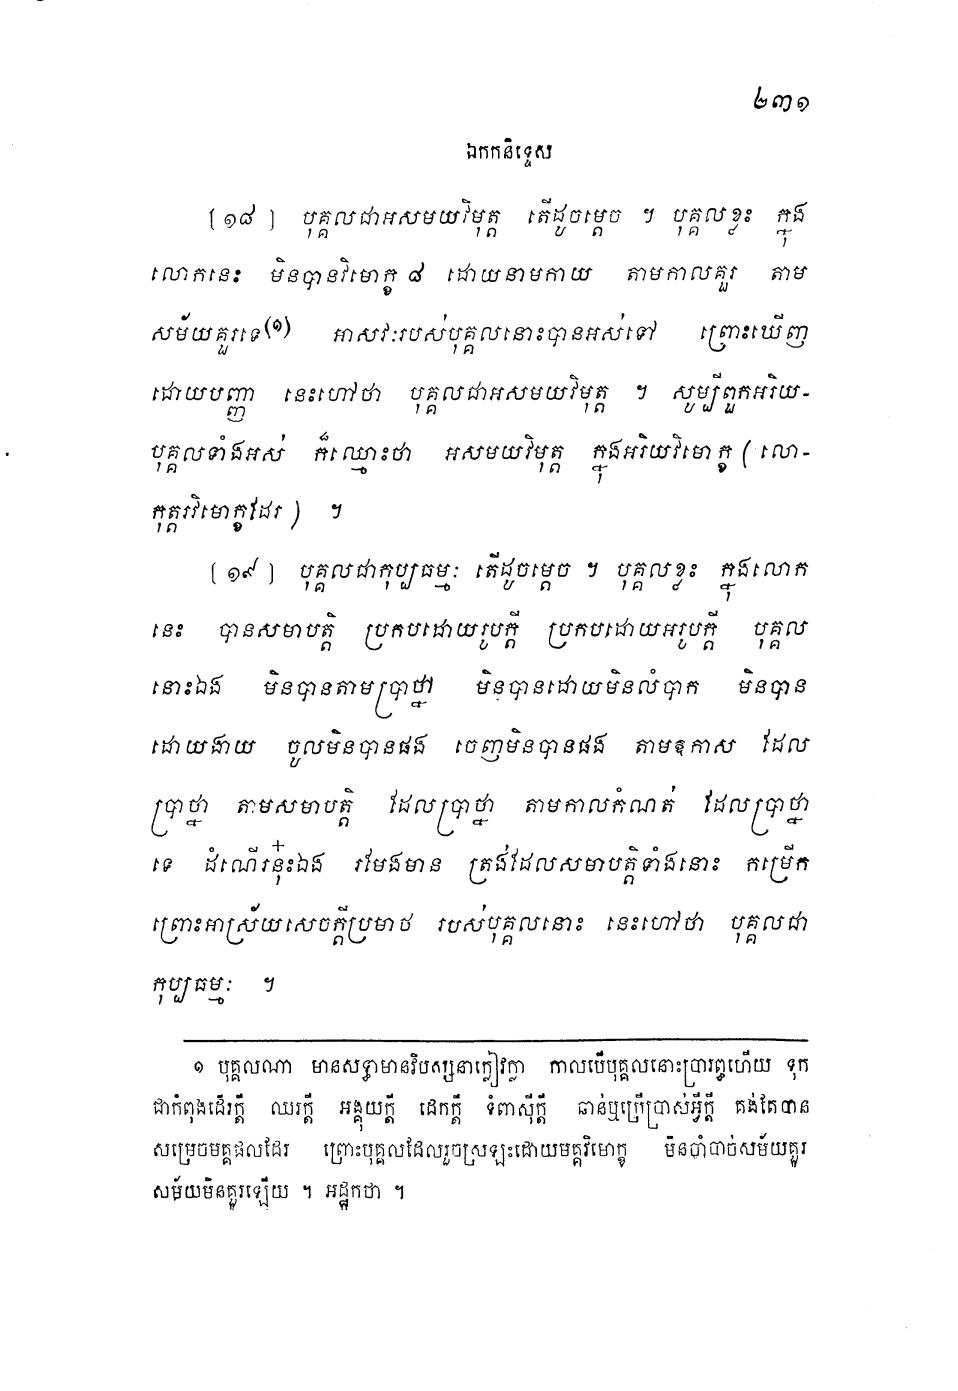 ២៣១
ឯកកនិទ្ទេស
[១៨] បុគ្គលជាអសមយវិមុត្ត តើដូចម្តេច ។ បុគ្គលខ្លះ ក្នុង
លោកនេះ មិនបានវិមោក្ខ ៨ ដោយនាមកាយ តាមកាលគួរ តាម
សម័យគួរទេ(១) អាសវៈរបស់បុគ្គលនោះបានអស់ទៅ ព្រោះឃើញ
ដោយបញ្ញា នេះហៅថា បុគ្គលជាអសមយវិមុត្ត ។ សូម្បីពួកអរិយ-
បុគ្គលទាំងអស់ ក៏ឈ្មោះថា អសមយវិមុត្ត ក្នុងអរិយវិមោក្ខ (លោ-
កុត្តរវិមោក្ខដែរ) ។
[១៩] បុគ្គលជាកុប្បធម្មៈ តើដូចម្តេច ។ បុគ្គលខ្លះ ក្នុងលោក
នេះ បានសមាបត្តិ ប្រកបដោយរូបក្តី ប្រកបដោយអរូបក្តី បុគ្គល
នោះឯង មិនបានតាមប្រាថ្នា មិនបានដោយមិនលំបាក មិនបាន
ដោយងាយ ចូលមិនបានផង ចេញមិនបានផង តាមឱកាស ដែល
ប្រាថ្នា តាមសមាបត្តិ ដែលប្រាថ្នា តាមកាលកំណត់ ដែលប្រាថ្នា
ទេ ដំណើរនុ៎ះឯង រមែងមាន ត្រង់ដែលសមាបត្តិទាំងនោះ កម្រើក
ព្រោះអាស្រ័យសេចក្តីប្រមាថ របស់បុគ្គលនោះ នេះហៅថា បុគ្គលជា
កុប្បធម្មៈ ។
១ បុគ្គលណា មានសទ្ធាមានវិបស្សនាក្លៀវក្លា កាលបើបុគ្គលនោះប្រារព្ធហើយ ទុក
ជាកំពុងដើរក្តី ឈរក្តី អង្គុយក្តី ដេកក្តី ទំពាស៊ីក្តី ឆាន់ឬប្រើប្រាស់អ្វីក្តី គង់តែបាន
សម្រេចមគ្គផលដែរ ព្រោះបុគ្គលដែលរួចស្រឡះដោយមគ្គវិមោក្ខ មិនបាំបាច់សម័យគួរ
សម័យមិនគួរឡើយ ។ អដ្ឋកថា ។